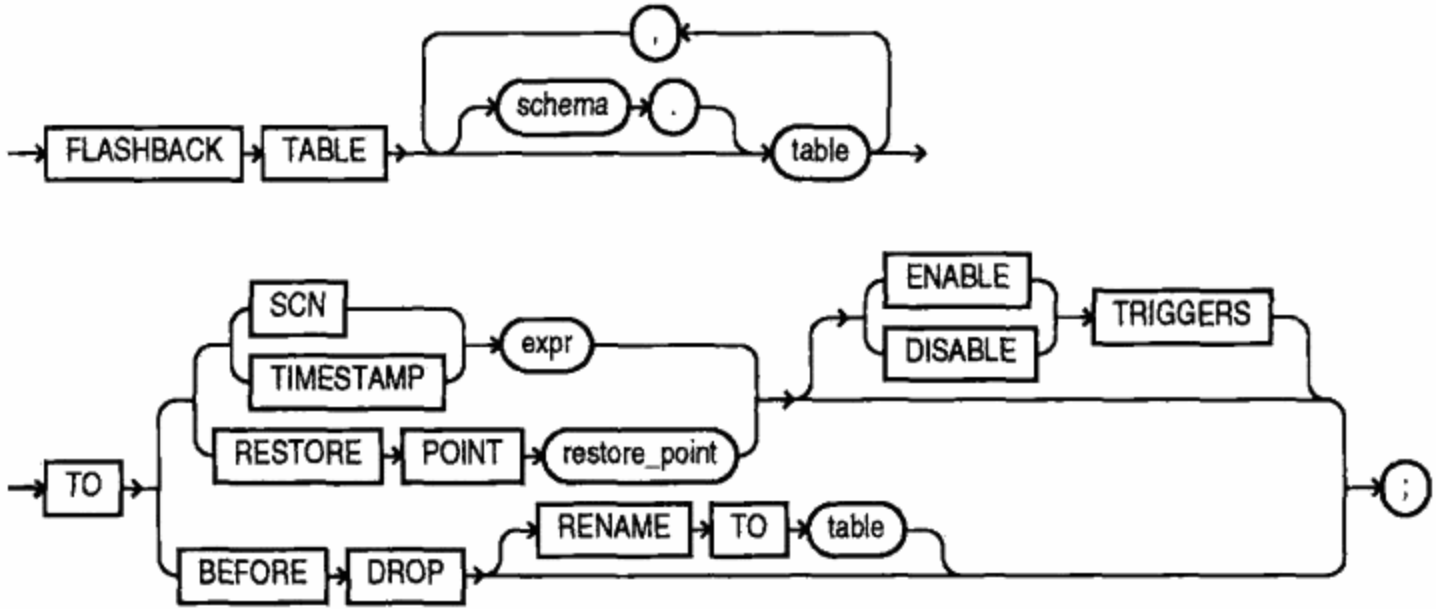 ,
schema .
FLASHBACK TABLE table
ENABLE
SCN TRIGGERS
expr
DISABLE
TIMESTAMP
RESTORE POINT restore_point
TO ;
RENAME TO table
BEFORE DROP